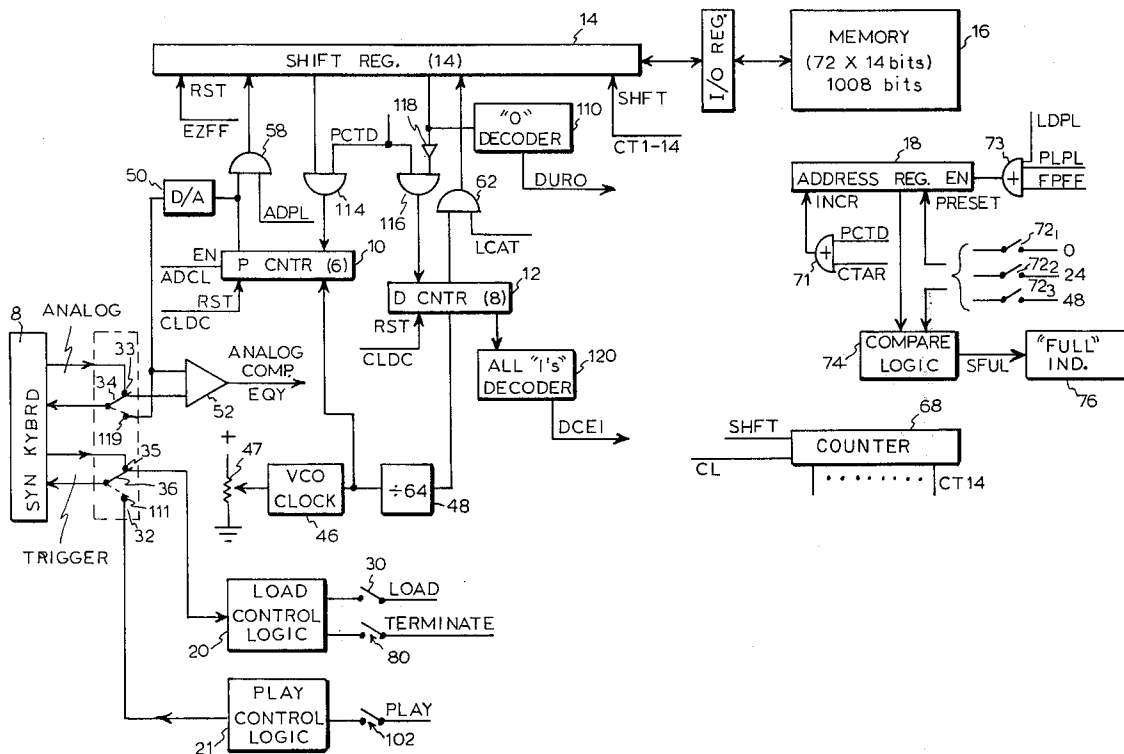 14
SHIFT REG. (14)
I/O REG.
MEMORY
(72 X 14 bits)
1008 bits
16
RST
EZFF
58
PCTD
118
"O"
DECODER
110
SHFT
CT1-14
DURO
LDPL
73
PLPL
FPFF
18
ADDRESS REG. EN
INCR
PRESET
50
D/A
ADPL
114
116
62
LCAT
EN
ADCL
10
P CNTR (6)
RST
CLDC
12
D CNTR (8)
RST
CLDC
71
PCTD
CTAR
72₁
0
72₂
24
72₃
48
ANALOG
8
33
34
119
52
ANALOG
COMP.
EQY
ALL "I's"
DECODER
120
DCEI
74
COMPARE
LOGIC
SFUL
"FULL"
IND.
76
SYN KYBRD
35
36
111
32
TRIGGER
+
47
VCO
CLOCK
46
÷64
48
SHFT
CL
68
COUNTER
CT14
LOAD
CONTROL
LOGIC
20
30
LOAD
TERMINATE
80
PLAY
CONTROL
LOGIC
21
PLAY
102